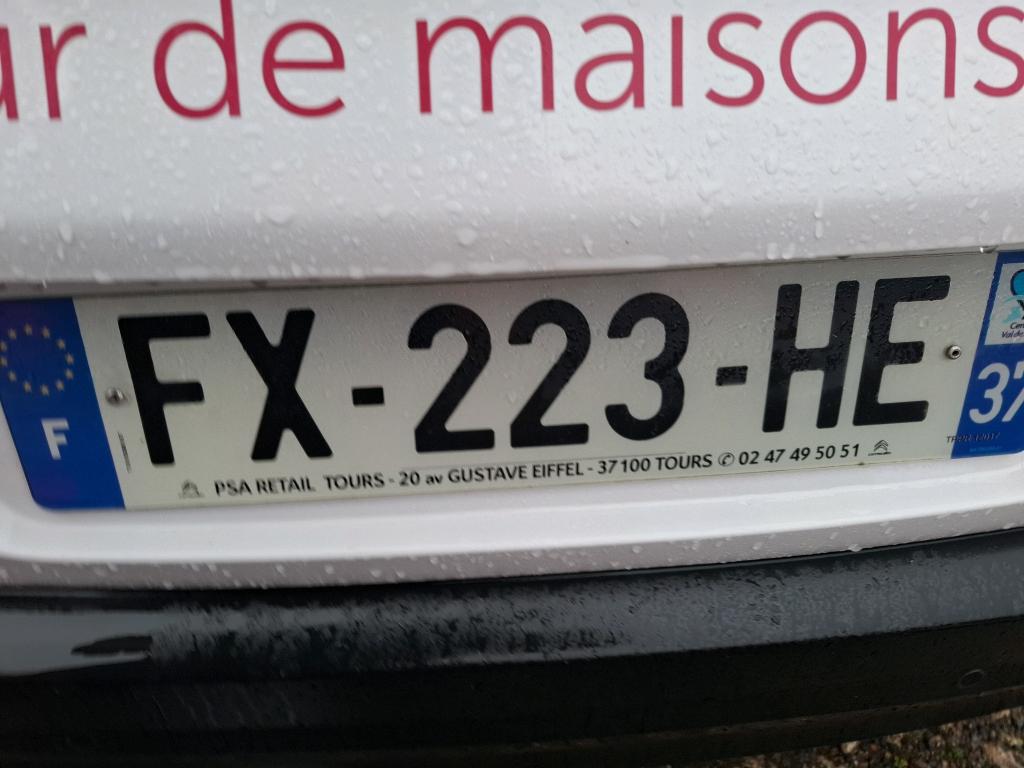 ur de maisons
F
FX-223-HE
37
PSA RETAIL TOURS - 20 av GUSTAVE EIFFEL - 37100 TOURS ✆ 02 47 49 50 51